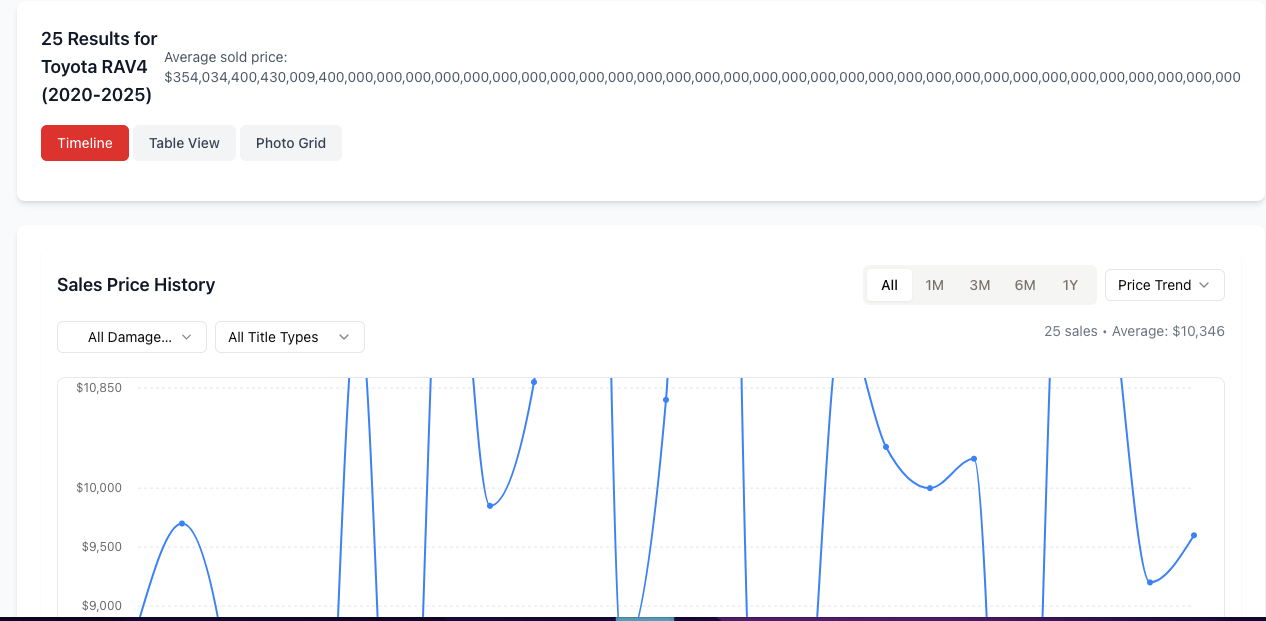 25 Results for
Toyota RAV4
(2020-2025)
Average sold price:
$354,034,400,430,009,400,000,000,000,000,000,000,000,000,000,000,000,000,000,000,000,000,000,000,000,000,000,000,000,000,000,000,000,000,000,000
Timeline
Table View
Photo Grid
Sales Price History
All
1M
3M
6M
1Y
Price Trend
All Damage...
All Title Types
25 sales • Average: $10,346
$10,850
$10,000
$9,500
$9,000